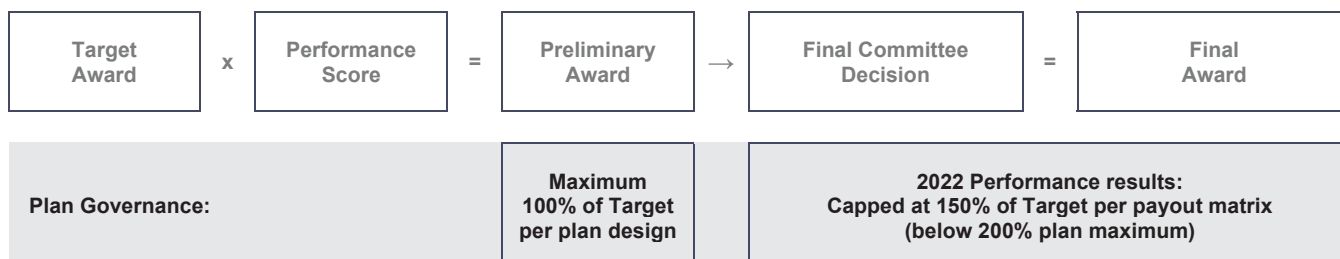 Target
Award
x
Performance
Score
=
Preliminary
Award
→
Final Committee
Decision
=
Final
Award
Plan Governance:
Maximum
100% of Target
per plan design
2022 Performance results:
Capped at 150% of Target per payout matrix
(below 200% plan maximum)